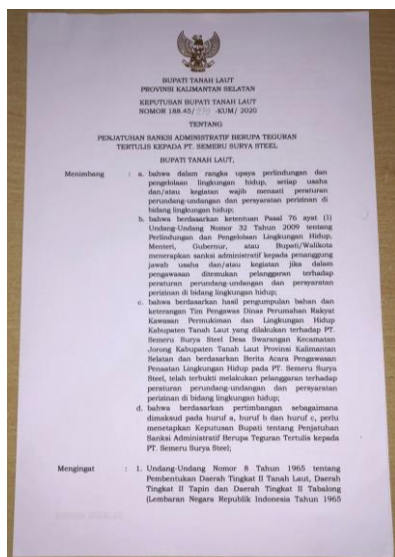 BUPATI TANAH LAUT
PROVINSI KALIMANTAN SELATAN
KEPUTUSAN BUPATI TANAH LAUT
NOMOR 188.45/ -KUM/ 2020
TENTANG
PENJATUHAN SANKSI ADMINISTRATIF BERUPA TEGURAN
TERTULIS KEPADA PT. SEMERU SURYA STEEL
BUPATI TANAH LAUT,
Menimbang : a. bahwa dalam rangka upaya perlindungan dan
pengelolaan lingkungan hidup, setiap usaha
dan/atau kegiatan wajib menaati peraturan
perundang-undangan dan persyaratan perizinan di
bidang lingkungan hidup;
b. bahwa berdasarkan ketentuan Pasal 76 ayat (1)
Undang-Undang Nomor 32 Tahun 2009 tentang
Perlindungan dan Pengelolaan Lingkungan Hidup,
Menteri, Gubernur, atau Bupati/Walikota
menerapkan sanksi administratif kepada penanggung
jawab usaha dan/atau kegiatan jika dalam
pengawasan ditemukan pelanggaran terhadap
peraturan perundang-undangan dan persyaratan
perizinan di bidang lingkungan hidup;
c. bahwa berdasarkan hasil pengumpulan bahan dan
keterangan Tim Pengawas Dinas Perumahan Rakyat
Kawasan Permukiman dan Lingkungan Hidup
Kabupaten Tanah Laut yang dilakukan terhadap PT.
Semeru Surya Steel Desa Swarangan Kecamatan
Jorong Kabupaten Tanah Laut Provinsi Kalimantan
Selatan dan berdasarkan Berita Acara Pengawasan
Penaatan Lingkungan Hidup pada PT. Semeru Surya
Steel, telah terbukti melakukan pelanggaran terhadap
peraturan perundang-undangan dan persyaratan
perizinan di bidang lingkungan hidup;
d. bahwa berdasarkan pertimbangan sebagaimana
dimaksud pada huruf a, huruf b dan huruf c, perlu
menetapkan Keputusan Bupati tentang Penjatuhan
Sanksi Administratif Berupa Teguran Tertulis kepada
PT. Semeru Surya Steel;
Mengingat : 1. Undang-Undang Nomor 8 Tahun 1965 tentang
Pembentukan Daerah Tingkat II Tanah Laut, Daerah
Tingkat II Tapin dan Daerah Tingkat II Tabalong
(Lembaran Negara Republik Indonesia Tahun 1965